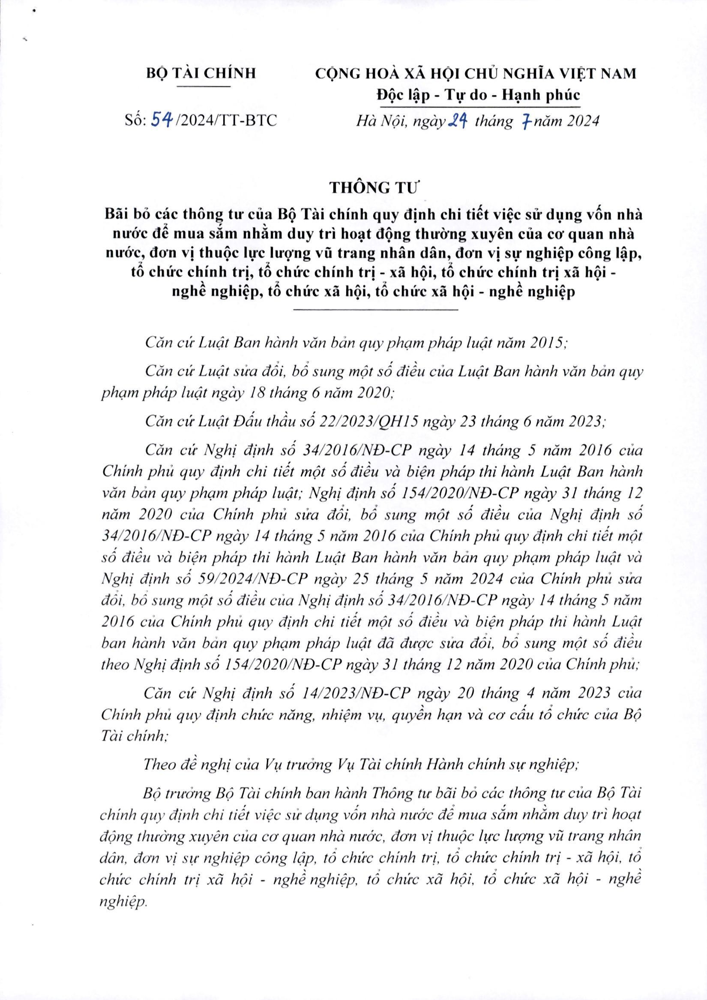 BỘ TÀI CHÍNH
CỘNG HOÀ XÃ HỘI CHỦ NGHĨA VIỆT NAM
Độc lập - Tự do - Hạnh phúc
Số: 54/2024/TT-BTC
Hà Nội, ngày 24 tháng 7 năm 2024
THÔNG TƯ
Bãi bỏ các thông tư của Bộ Tài chính quy định chi tiết việc sử dụng vốn nhà
nước để mua sắm nhằm duy trì hoạt động thường xuyên của cơ quan nhà
nước, đơn vị thuộc lực lượng vũ trang nhân dân, đơn vị sự nghiệp công lập,
tổ chức chính trị, tổ chức chính trị - xã hội, tổ chức chính trị xã hội -
nghề nghiệp, tổ chức xã hội, tổ chức xã hội - nghề nghiệp
Căn cứ Luật Ban hành văn bản quy phạm pháp luật năm 2015;
Căn cứ Luật sửa đổi, bổ sung một số điều của Luật Ban hành văn bản quy
phạm pháp luật ngày 18 tháng 6 năm 2020;
Căn cứ Luật Đấu thầu số 22/2023/QH15 ngày 23 tháng 6 năm 2023;
Căn cứ Nghị định số 34/2016/NĐ-CP ngày 14 tháng 5 năm 2016 của
Chính phủ quy định chi tiết một số điều và biện pháp thi hành Luật Ban hành
văn bản quy phạm pháp luật; Nghị định số 154/2020/NĐ-CP ngày 31 tháng 12
năm 2020 của Chính phủ sửa đổi, bổ sung một số điều của Nghị định số
34/2016/NĐ-CP ngày 14 tháng 5 năm 2016 của Chính phủ quy định chi tiết một
số điều và biện pháp thi hành Luật Ban hành văn bản quy phạm pháp luật và
Nghị định số 59/2024/NĐ-CP ngày 25 tháng 5 năm 2024 của Chính phủ sửa
đổi, bổ sung một số điều của Nghị định số 34/2016/NĐ-CP ngày 14 tháng 5 năm
2016 của Chính phủ quy định chi tiết một số điều và biện pháp thi hành Luật
ban hành văn bản quy phạm pháp luật đã được sửa đổi, bổ sung một số điều
theo Nghị định số 154/2020/NĐ-CP ngày 31 tháng 12 năm 2020 của Chính phủ;
Căn cứ Nghị định số 14/2023/NĐ-CP ngày 20 tháng 4 năm 2023 của
Chính phủ quy định chức năng, nhiệm vụ, quyền hạn và cơ cấu tổ chức của Bộ
Tài chính;
Theo đề nghị của Vụ trưởng Vụ Tài chính Hành chính sự nghiệp;
Bộ trưởng Bộ Tài chính ban hành Thông tư bãi bỏ các thông tư của Bộ Tài
chính quy định chi tiết việc sử dụng vốn nhà nước để mua sắm nhằm duy trì hoạt
động thường xuyên của cơ quan nhà nước, đơn vị thuộc lực lượng vũ trang nhân
dân, đơn vị sự nghiệp công lập, tổ chức chính trị, tổ chức chính trị - xã hội, tổ
chức chính trị xã hội - nghề nghiệp, tổ chức xã hội, tổ chức xã hội - nghề
nghiệp.